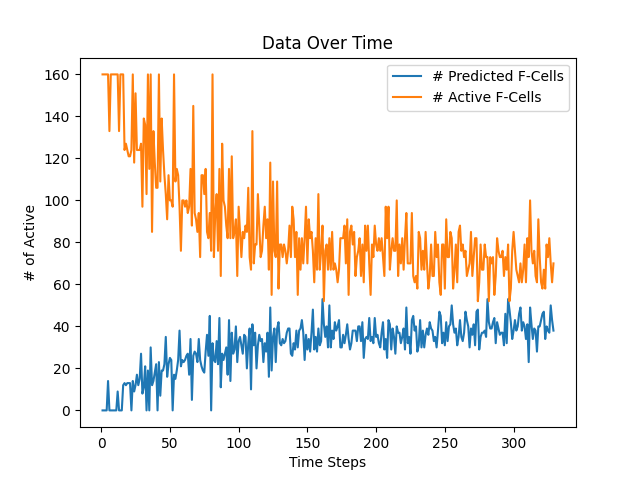 Data Over Time
# Predicted F-Cells
# Active F-Cells
# of Active
160
140
120
100
80
60
40
20
0
0 50 100 150 200 250 300
Time Steps